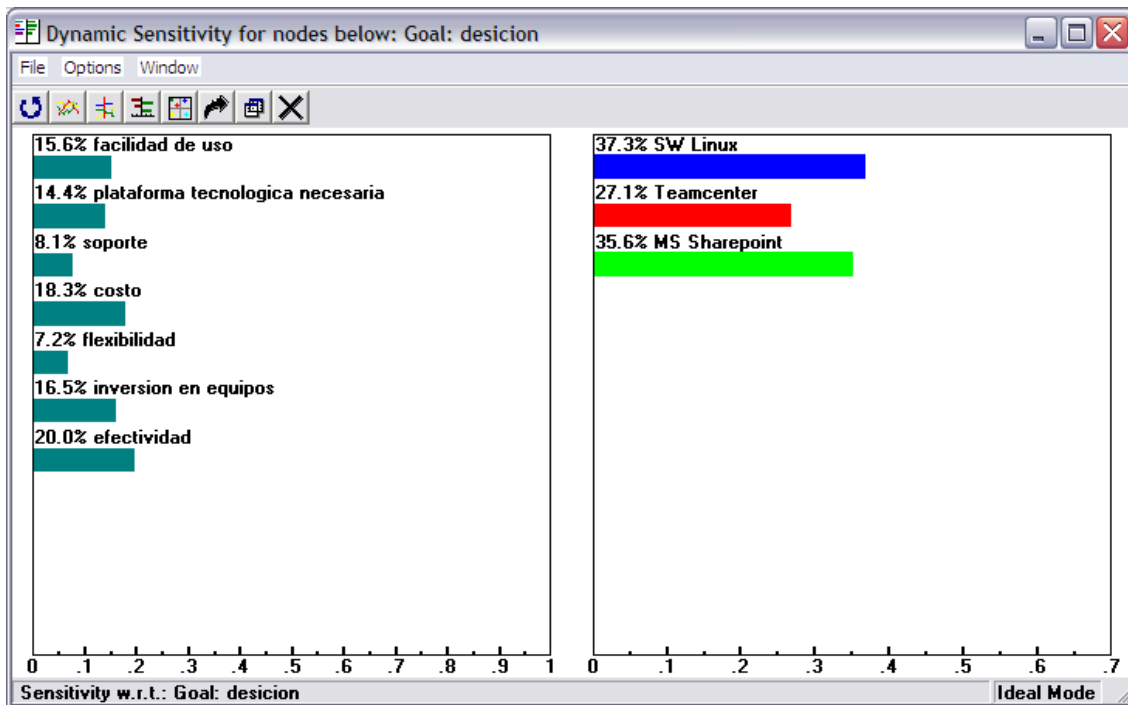 Dynamic Sensitivity for nodes below: Goal: desicion
File Options Window
15.6% facilidad de uso
14.4% plataforma tecnologica necesaria
8.1% soporte
18.3% costo
7.2% flexibilidad
16.5% inversion en equipos
20.0% efectividad
0 .1 .2 .3 .4 .5 .6 .7 .8 .9 1
37.3% SW Linux
27.1% Teamcenter
35.6% MS Sharepoint
0 .1 .2 .3 .4 .5 .6 .7
Sensitivity w.r.t.: Goal: desicion
Ideal Mode